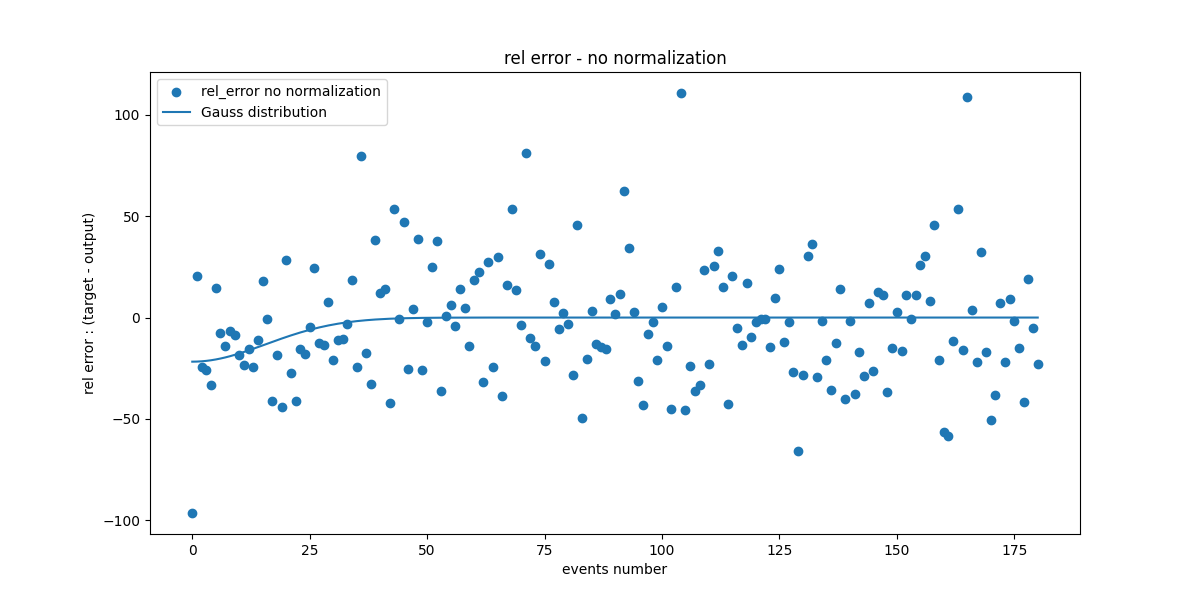 rel error - no normalization
rel_error no normalization
Gauss distribution
rel error : (target - output)
100
50
0
−50
−100
0 25 50 75 100 125 150 175
events number